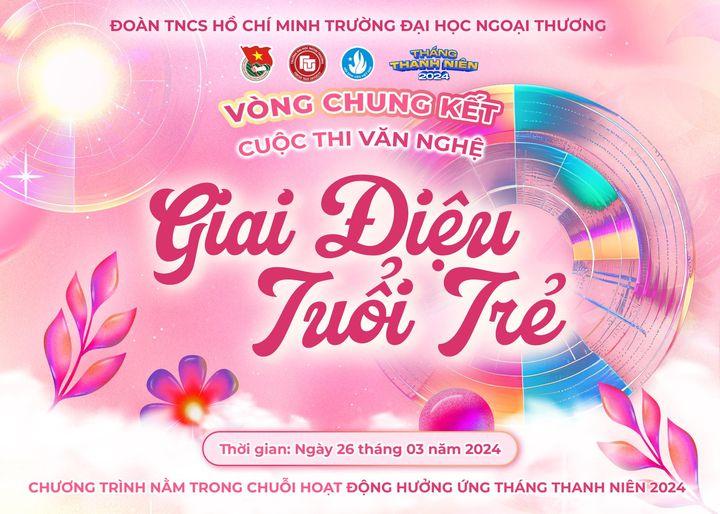 ĐOÀN TNCS HỒ CHÍ MINH TRƯỜNG ĐẠI HỌC NGOẠI THƯƠNG
THÁNG
THANH NIÊN
2024
VÒNG CHUNG KẾT
CUỘC THI VĂN NGHỆ
Giai Điệu
Tuổi Trẻ
Thời gian: Ngày 26 tháng 03 năm 2024
CHƯƠNG TRÌNH NẰM TRONG CHUỖI HOẠT ĐỘNG HƯỞNG ỨNG THÁNG THANH NIÊN 2024